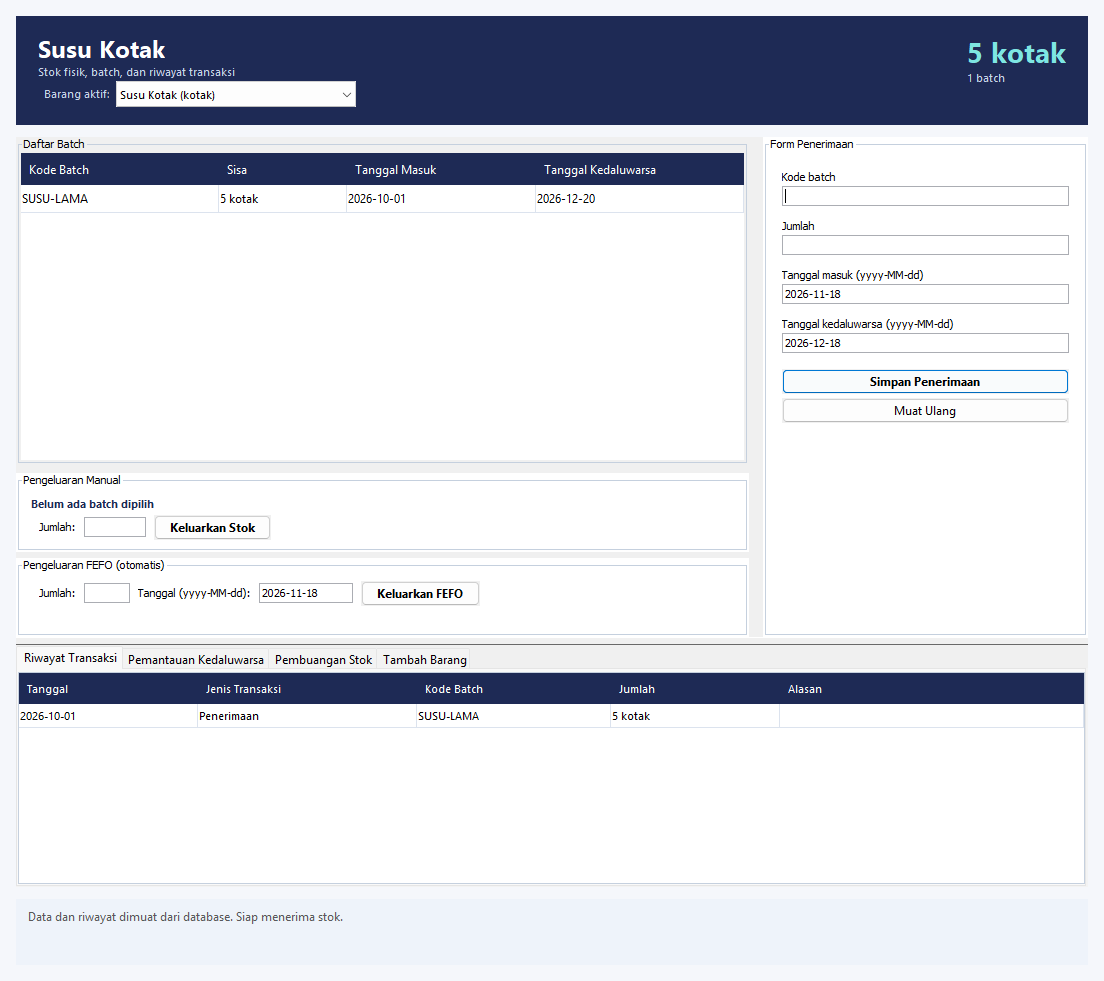 Susu Kotak
Stok fisik, batch, dan riwayat transaksi
Barang aktif: Susu Kotak (kotak)
5 kotak
1 batch
Daftar Batch
Kode Batch Sisa Tanggal Masuk Tanggal Kedaluwarsa
SUSU-LAMA 5 kotak 2026-10-01 2026-12-20
Form Penerimaan
Kode batch
Jumlah
Tanggal masuk (yyyy-MM-dd)
2026-11-18
Tanggal kedaluwarsa (yyyy-MM-dd)
2026-12-18
Simpan Penerimaan
Muat Ulang
Pengeluaran Manual
Belum ada batch dipilih
Jumlah: Keluarkan Stok
Pengeluaran FEFO (otomatis)
Jumlah: Tanggal (yyyy-MM-dd): 2026-11-18 Keluarkan FEFO
Riwayat Transaksi Pemantauan Kedaluwarsa Pembuangan Stok Tambah Barang
Tanggal Jenis Transaksi Kode Batch Jumlah Alasan
2026-10-01 Penerimaan SUSU-LAMA 5 kotak
Data dan riwayat dimuat dari database. Siap menerima stok.